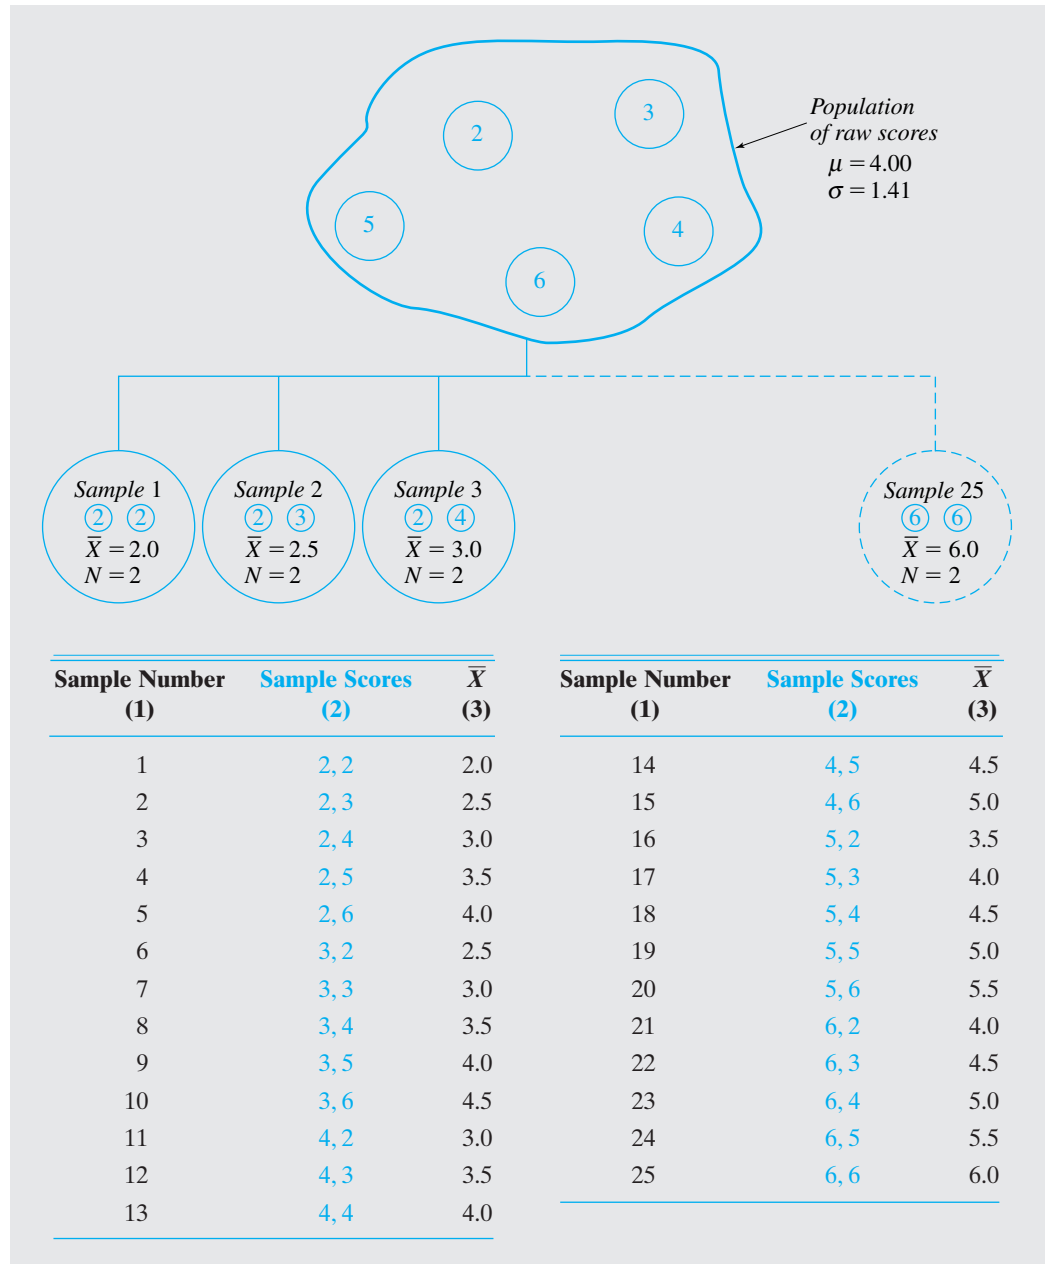 2
3
Population
of raw scores
μ = 4.00
σ = 1.41
5
4
6
Sample 1
2 2
X̄ = 2.0
N = 2
Sample 2
2 3
X̄ = 2.5
N = 2
Sample 3
2 4
X̄ = 3.0
N = 2
Sample 25
6 6
X̄ = 6.0
N = 2
Sample Number Sample Scores X̄
(1) (2) (3)
1 2, 2 2.0
2 2, 3 2.5
3 2, 4 3.0
4 2, 5 3.5
5 2, 6 4.0
6 3, 2 2.5
7 3, 3 3.0
8 3, 4 3.5
9 3, 5 4.0
10 3, 6 4.5
11 4, 2 3.0
12 4, 3 3.5
13 4, 4 4.0
Sample Number Sample Scores X̄
(1) (2) (3)
14 4, 5 4.5
15 4, 6 5.0
16 5, 2 3.5
17 5, 3 4.0
18 5, 4 4.5
19 5, 5 5.0
20 5, 6 5.5
21 6, 2 4.0
22 6, 3 4.5
23 6, 4 5.0
24 6, 5 5.5
25 6, 6 6.0